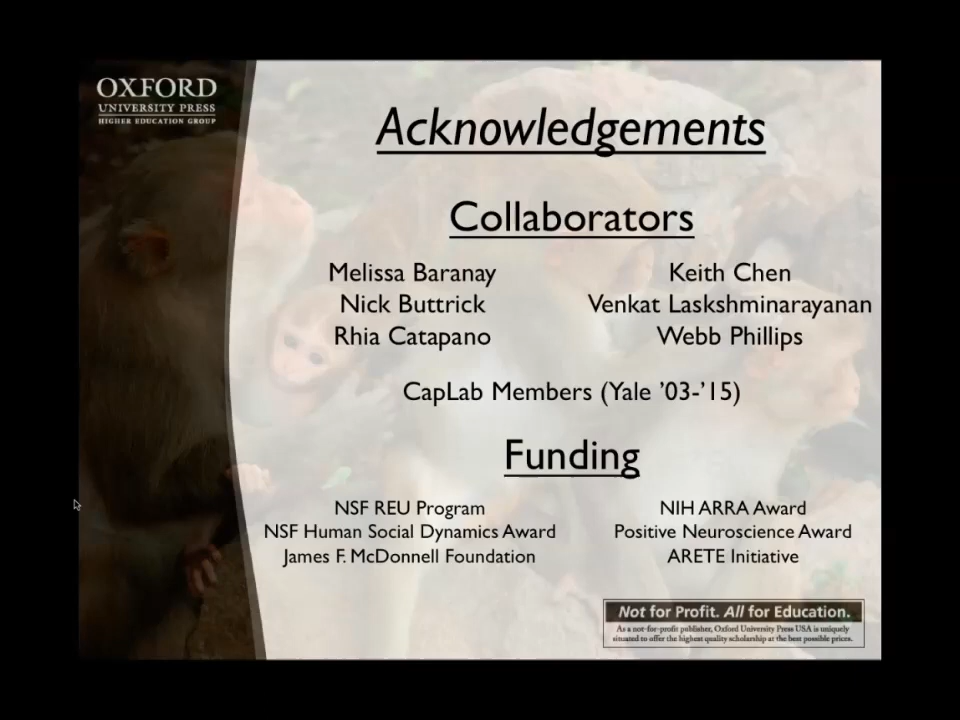 OXFORD
UNIVERSITY PRESS
HIGHER EDUCATION GROUP
Acknowledgements
Collaborators
Melissa Baranay
Nick Buttrick
Rhia Catapano
Keith Chen
Venkat Laskshminarayanan
Webb Phillips
CapLab Members (Yale ’03-’15)
Funding
NSF REU Program
NSF Human Social Dynamics Award
James F. McDonnell Foundation
NIH ARRA Award
Positive Neuroscience Award
ARETE Initiative
Not for Profit. All for Education.
As a not-for-profit publisher, Oxford University Press USA is uniquely
situated to offer the highest quality scholarship at the best possible prices.